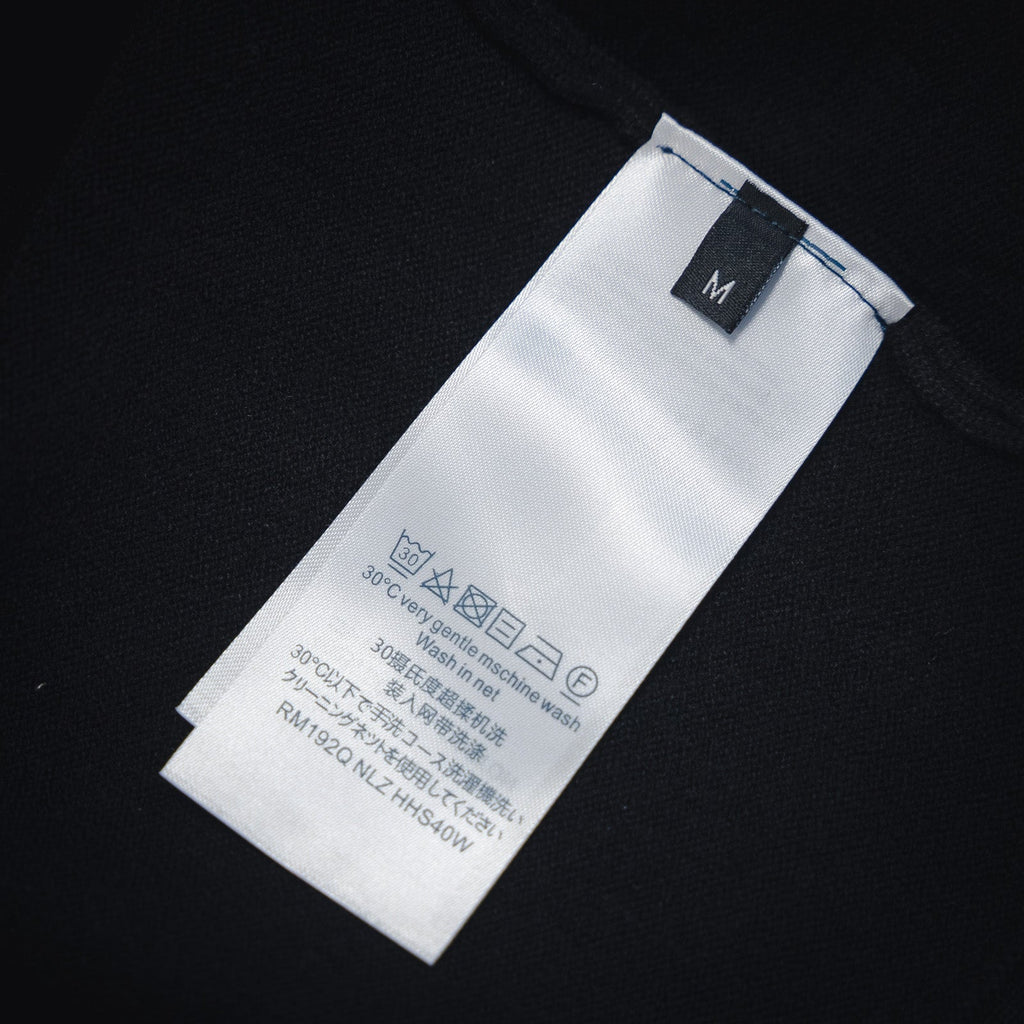 M
30
F
30°C very gentle mschine wash
Wash in net
30摄氏度超揉机洗
装入网带洗涤
30°C以下で手洗コース洗濯機洗い
クリーニングネットを使用してください
RM192Q NLZ HHS40W